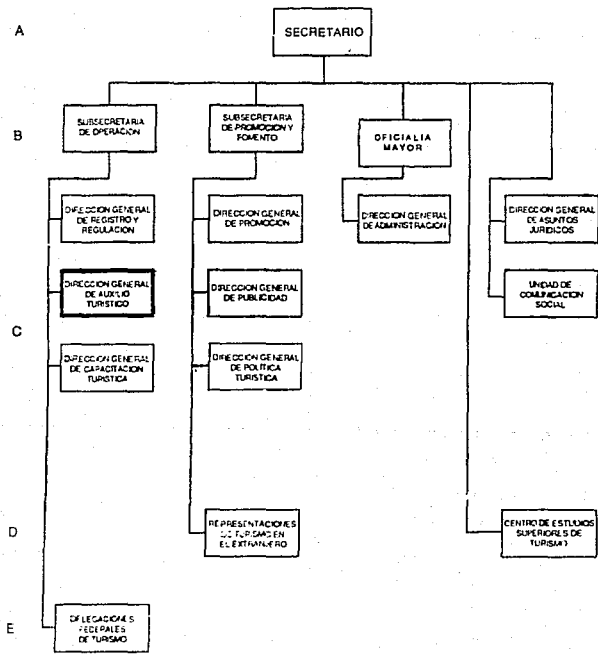 A
SECRETARIO
B
SUBSECRETARIA
DE OPERACION
SUBSECRETARIA
DE PROMOCION Y
FOMENTO
OFICIALIA
MAYOR
DIRECCION GENERAL
DE REGISTRO Y
REGULACION
DIRECCION GENERAL
DE PROMOCION
DIRECCION GENERAL
DE ADMINISTRACION
DIRECCION GENERAL
DE ASUNTOS
JURIDICOS
DIRECCION GENERAL
DE AUXILIO
TURISTICO
DIRECCION GENERAL
DE PUBLICIDAD
UNIDAD DE
COMUNICACION
SOCIAL
C
DIRECCION GENERAL
DE CAPACITACION
TURISTICA
DIRECCION GENERAL
DE POLITICA
TURISTICA
D
REPRESENTACIONES
DE TURISMO EN
EL EXTRANJERO
CENTRO DE ESTUDIOS
SUPERIORES DE
TURISMO
E
DELEGACIONES
FEDERALES
DE TURISMO